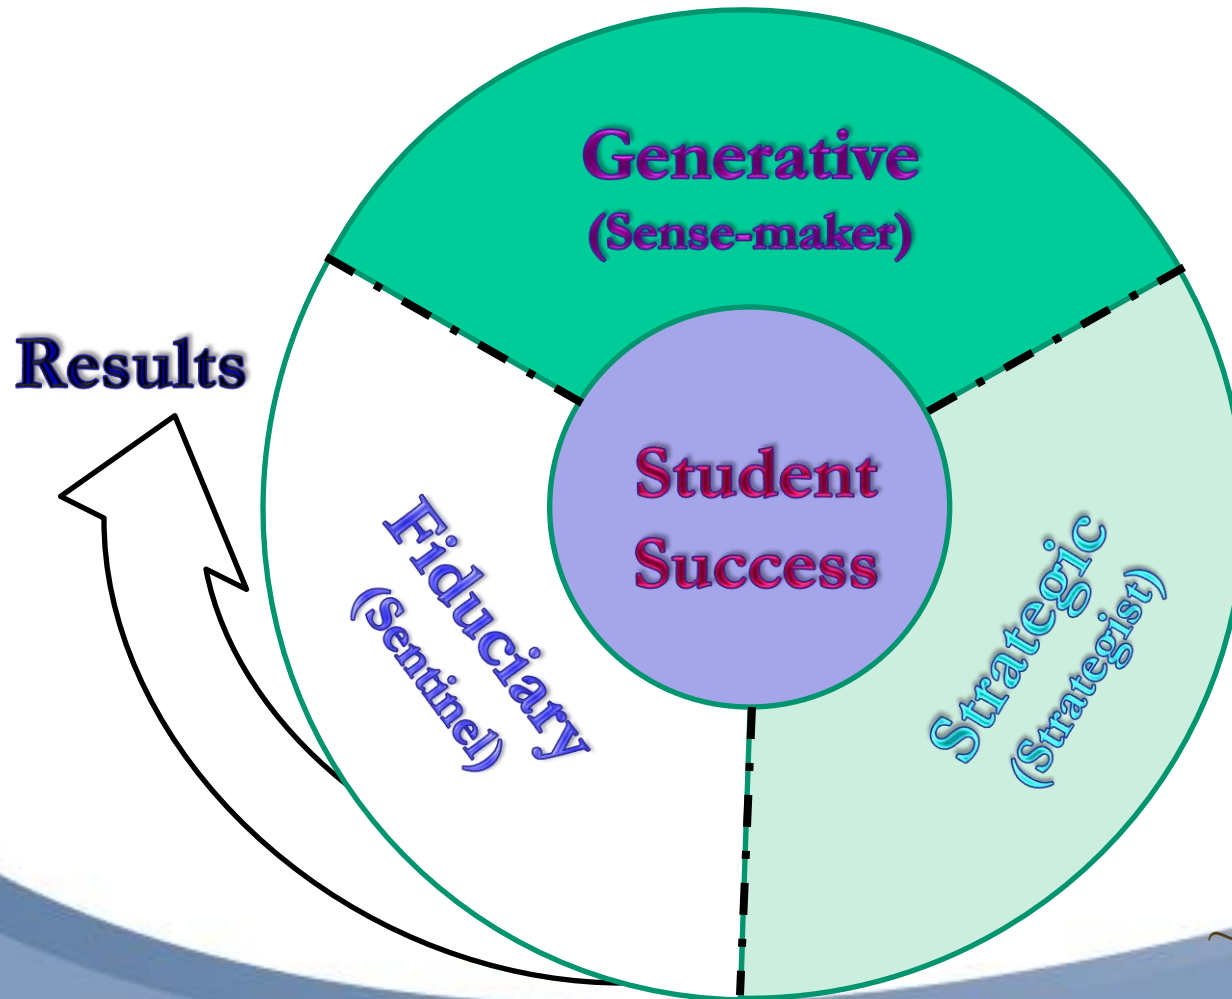 Generative
(Sense-maker)
Results
Student
Success
Fiduciary
(Sentinel)
Strategic
(Strategist)